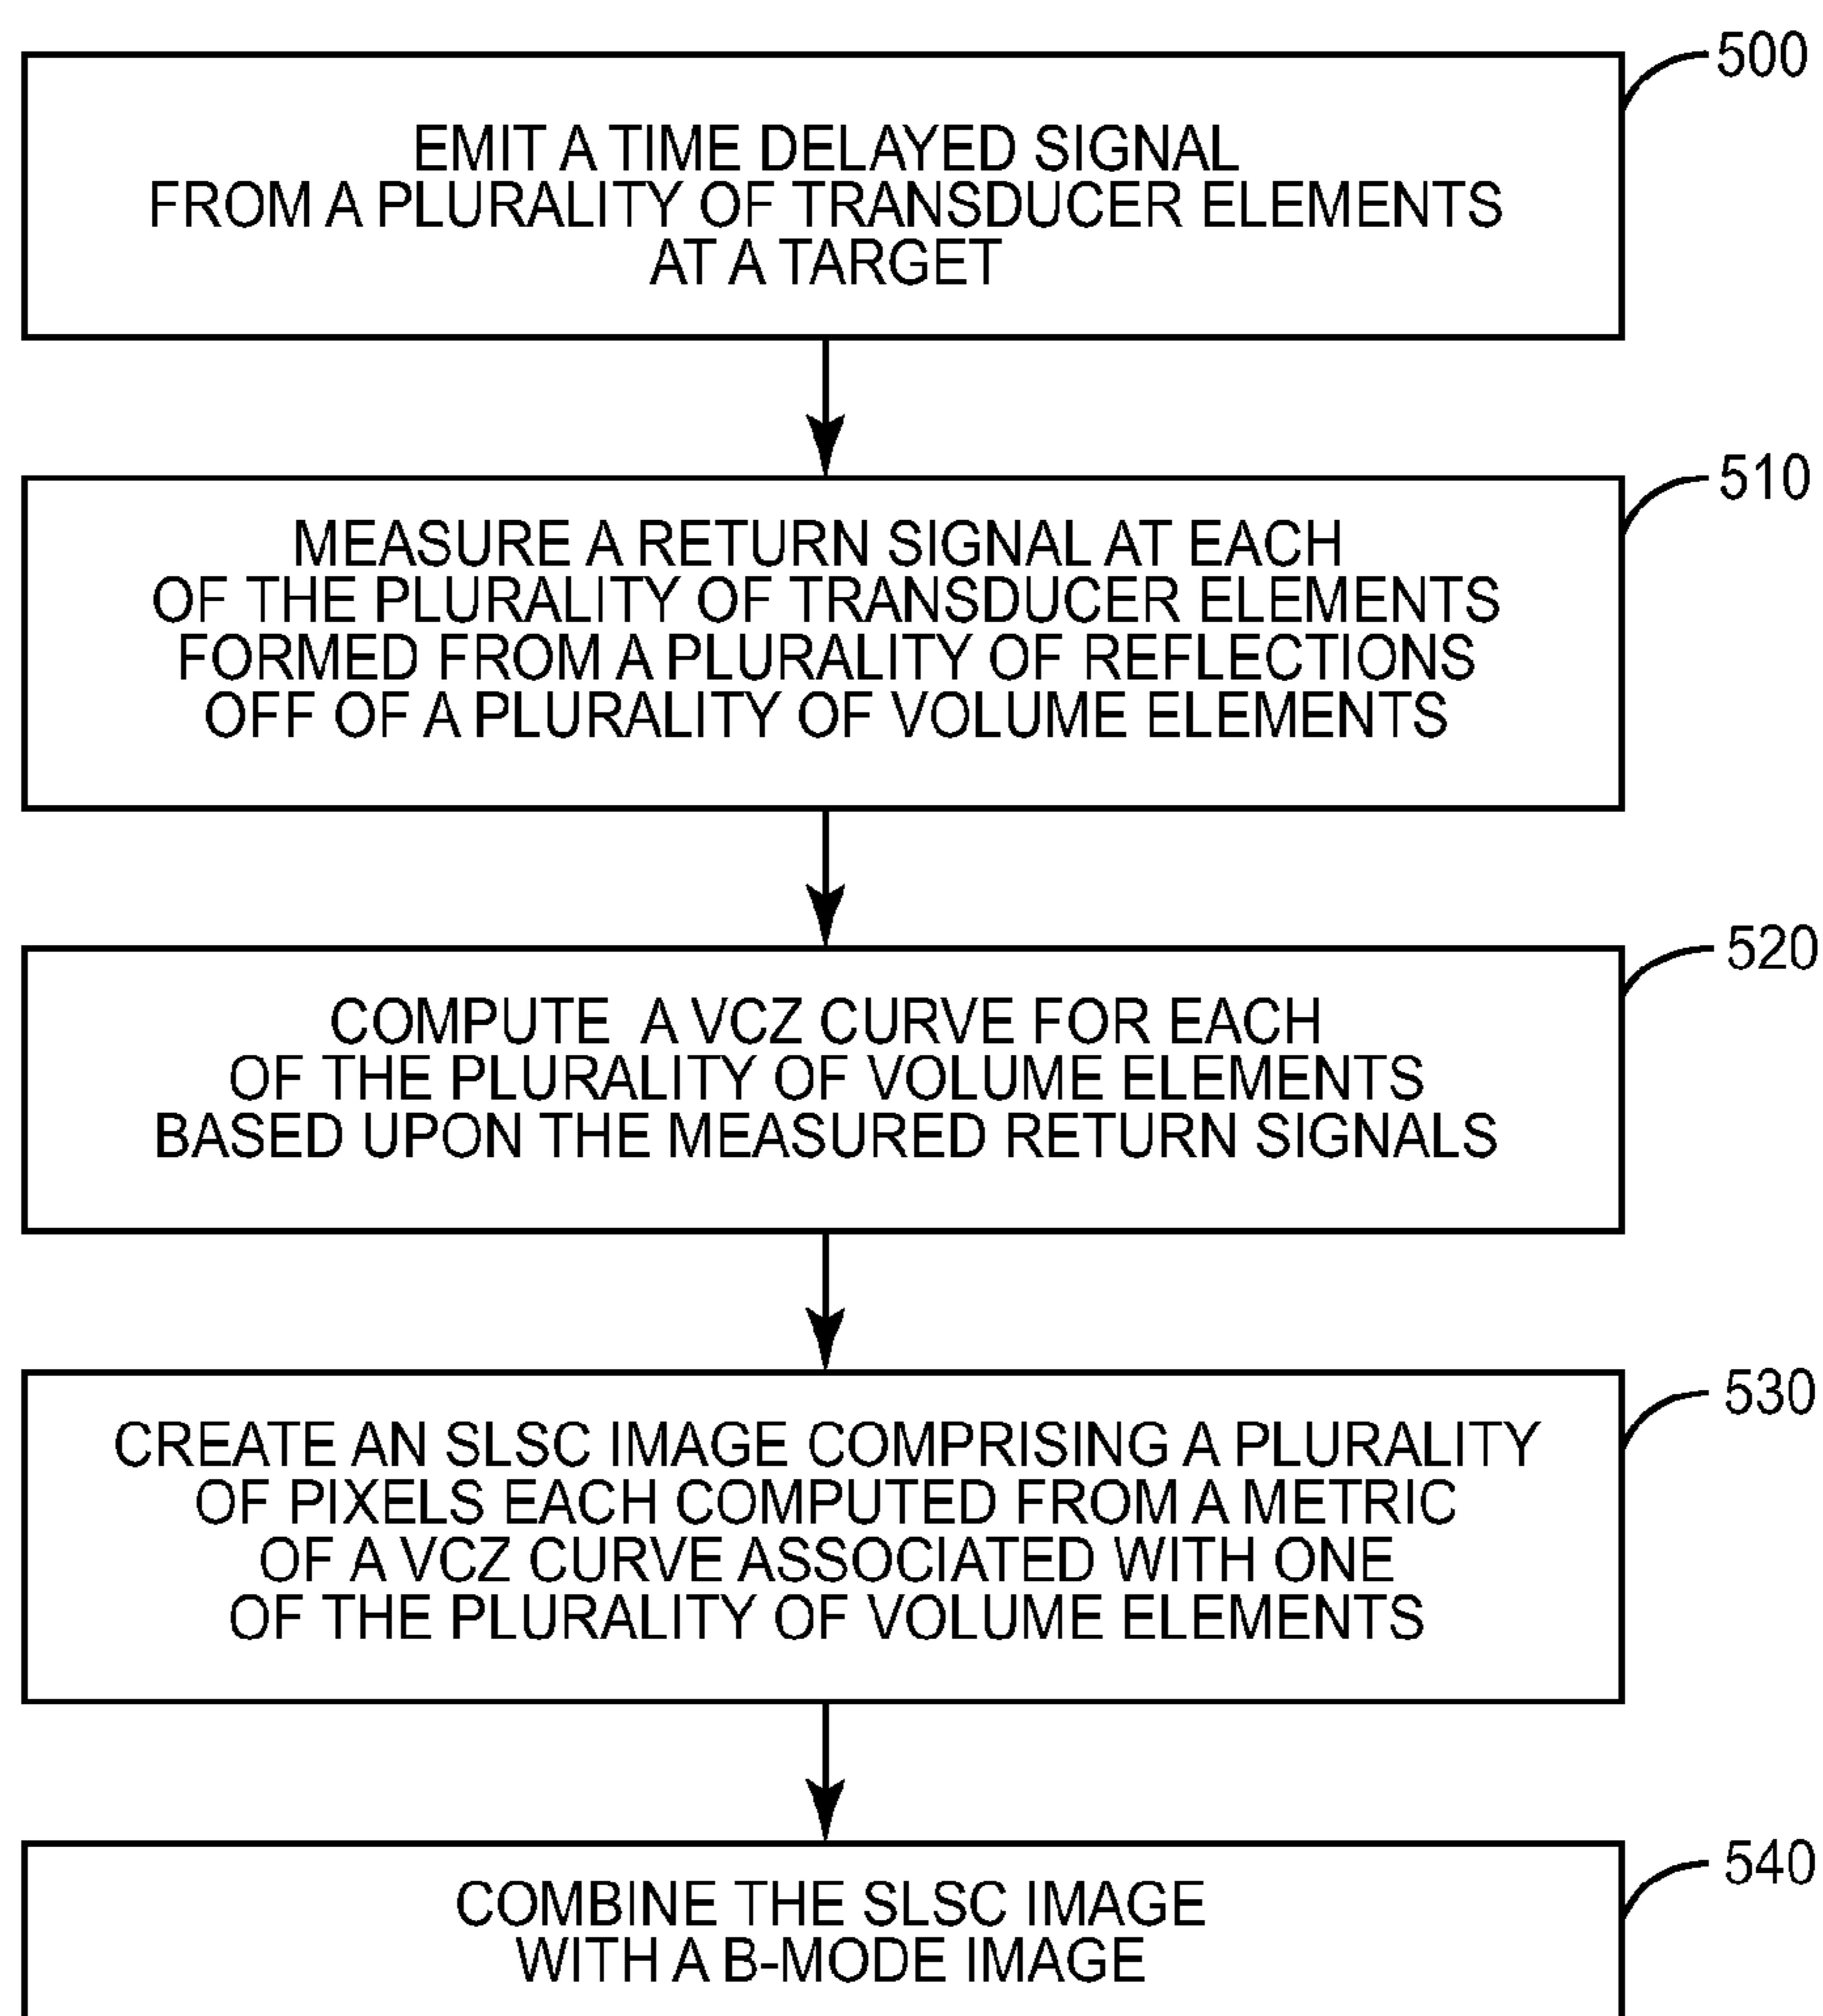 500
EMIT A TIME DELAYED SIGNAL
FROM A PLURALITY OF TRANSDUCER ELEMENTS
AT A TARGET
510
MEASURE A RETURN SIGNAL AT EACH
OF THE PLURALITY OF TRANSDUCER ELEMENTS
FORMED FROM A PLURALITY OF REFLECTIONS
OFF OF A PLURALITY OF VOLUME ELEMENTS
520
COMPUTE A VCZ CURVE FOR EACH
OF THE PLURALITY OF VOLUME ELEMENTS
BASED UPON THE MEASURED RETURN SIGNALS
530
CREATE AN SLSC IMAGE COMPRISING A PLURALITY
OF PIXELS EACH COMPUTED FROM A METRIC
OF A VCZ CURVE ASSOCIATED WITH ONE
OF THE PLURALITY OF VOLUME ELEMENTS
540
COMBINE THE SLSC IMAGE
WITH A B-MODE IMAGE